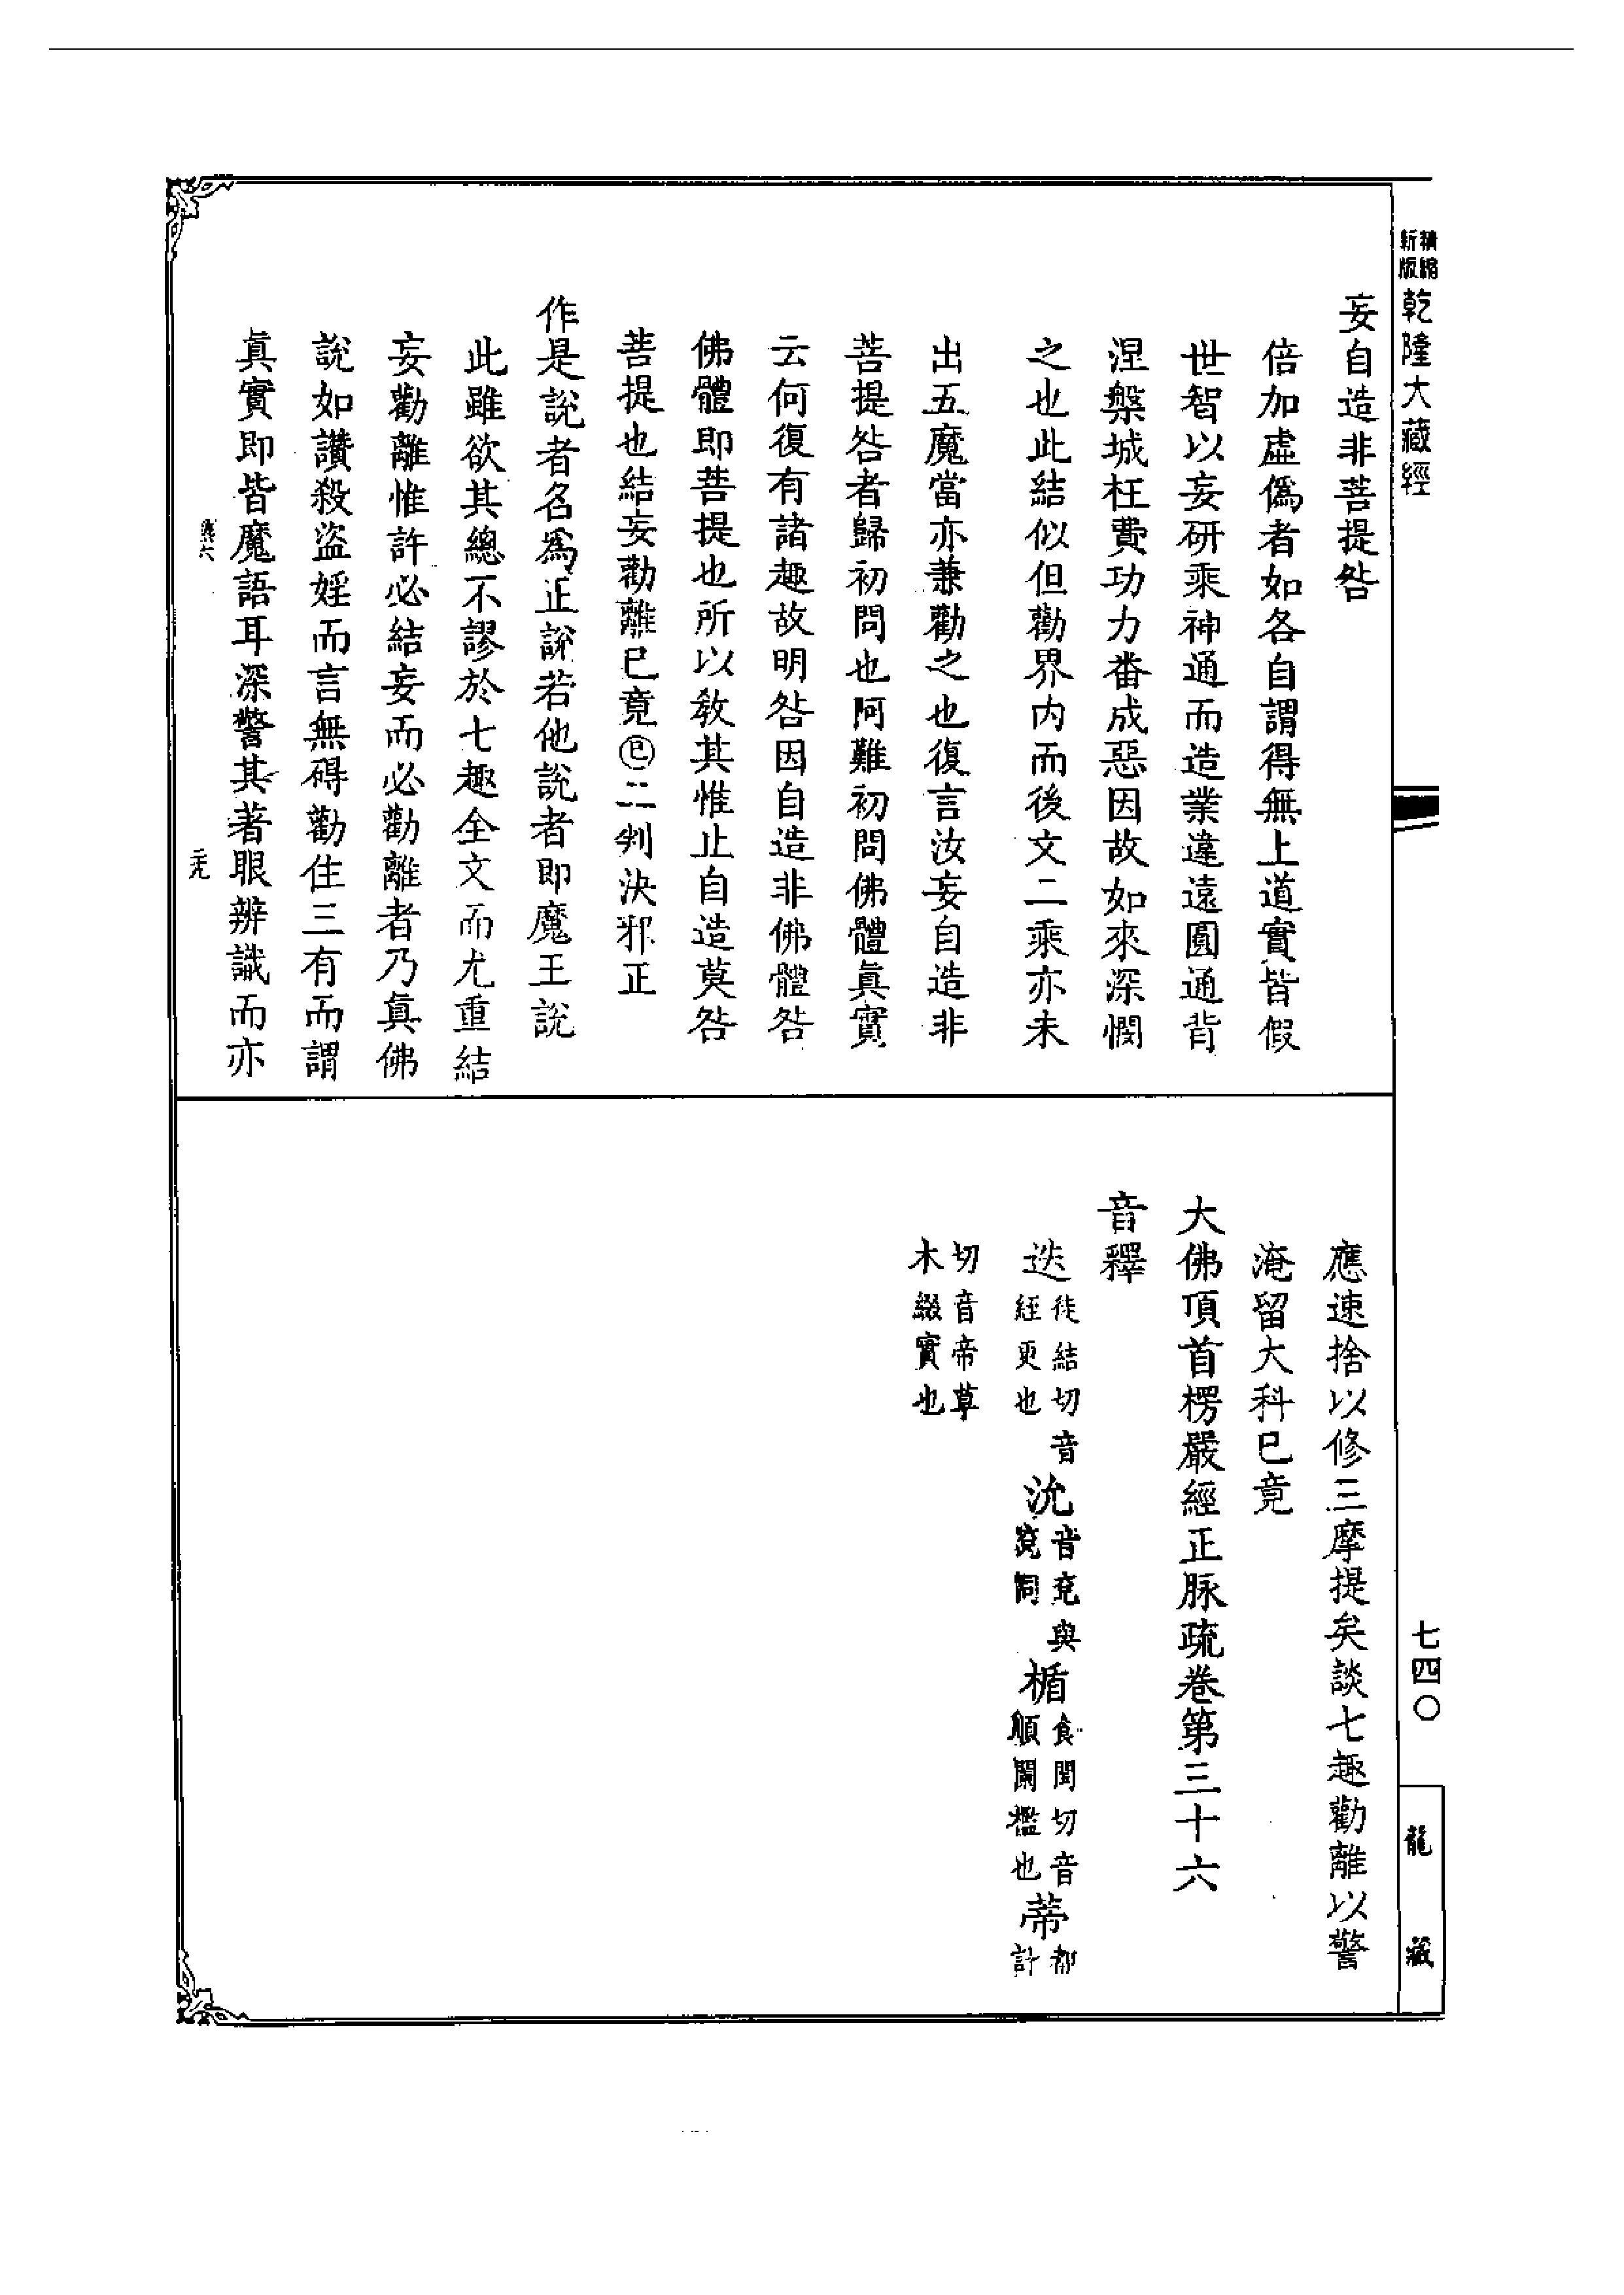 精縮
新版
乾隆大藏經
妄自造非菩提咎
倍加虛僞者如各自謂得無上道實皆假
世智以妄研乘神通而造業違遠圓通背
涅槃城枉費功力番成惡因故如來深憫
之也此結似但勸界内而後文二乘亦未
出五魔當亦兼勸之也復言汝妄自造非
菩提咎者歸初問也阿難初問佛體眞實
云何復有諸趣故明咎因自造非佛體咎
佛體即菩提也所以教其惟止自造莫咎
菩提也結妄勸離巳竟㊁二判決邪正
作是說者名爲正說若他說者即魔王說
此雖欲其總不謬於七趣全文而尤重結
妄勸離惟許必結妄而必勸離者乃眞佛
說如讚殺盜婬而言無碍勸住三有而謂
眞實即皆魔語耳深警其著眼辨識而亦
應速捨以修三摩提矣談七趣勸離以警
淹留大科巳竟
大佛頂首楞嚴經正脉疏卷第三十六
音釋
迭徒結切音絰更也 沇音兗與兗同 楯食閏切音順闌檻也 蔕都計
切音帝草木綴實也
七四〇
龍藏